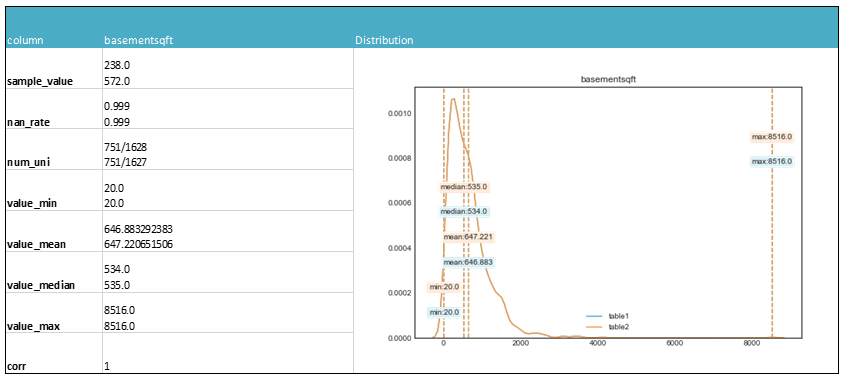 column basementsqft Distribution
sample_value 238.0
572.0
nan_rate 0.999
0.999
num_uni 751/1628
751/1627
value_min 20.0
20.0
value_mean 646.883292383
647.220651506
value_median 534.0
535.0
value_max 8516.0
8516.0
corr 1
basementsqft
0.0010
0.0008
0.0006
0.0004
0.0002
0.0000
max:8516.0
max:8516.0
median:535.0
median:534.0
mean:647.221
mean:646.883
min:20.0
min:20.0
table1
table2
0 2000 4000 6000 8000